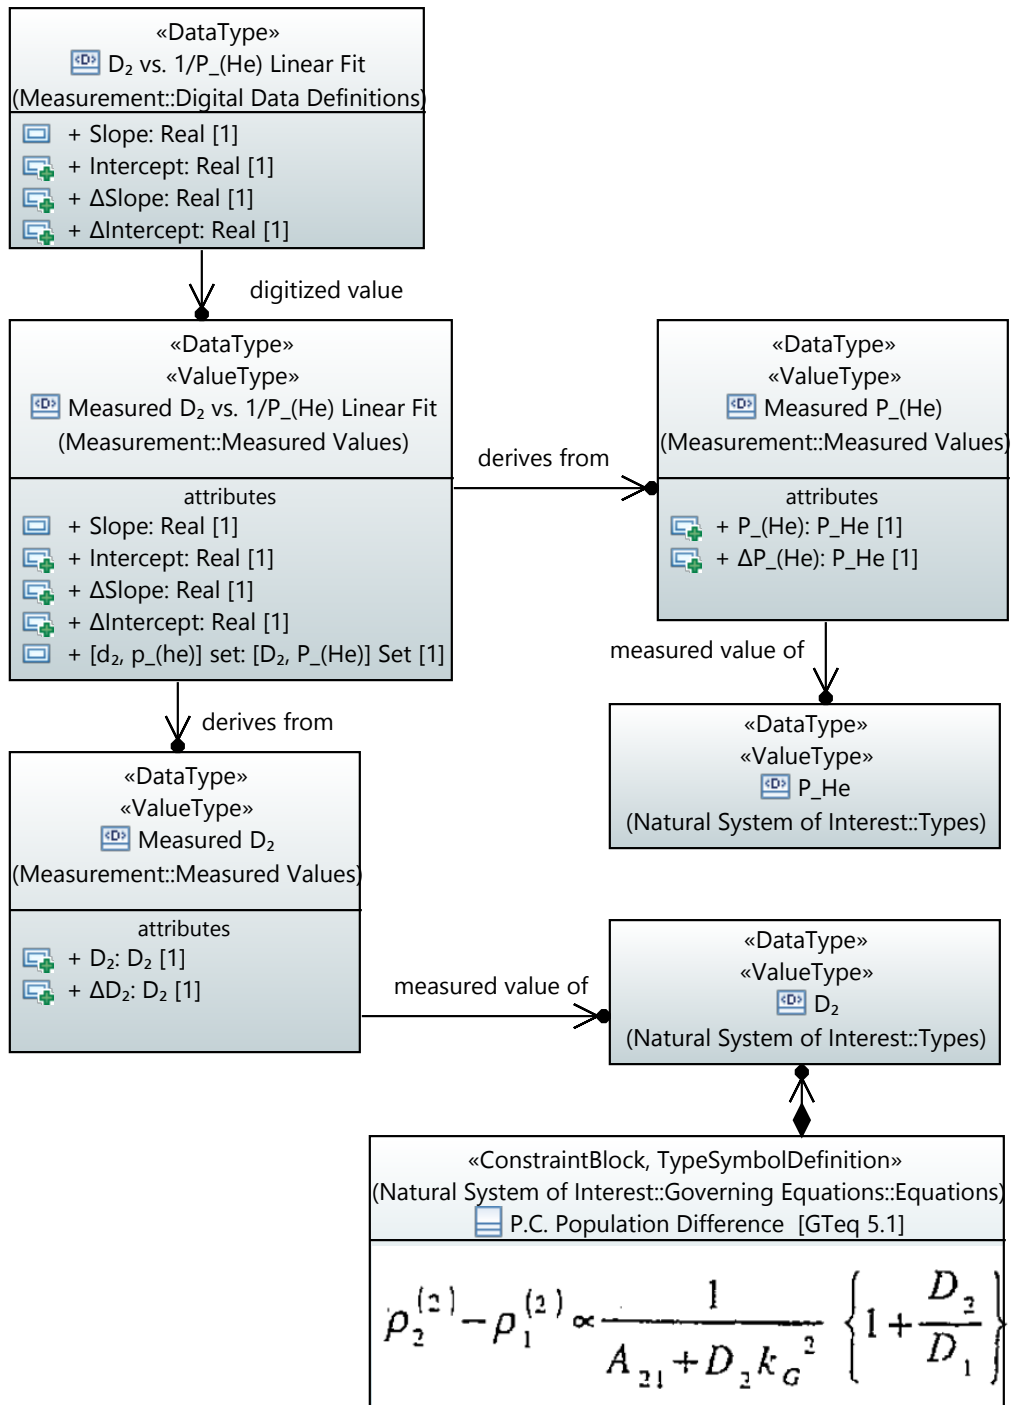 «DataType»
D₂ vs. 1/P_(He) Linear Fit
(Measurement::Digital Data Definitions)
+ Slope: Real [1]
+ Intercept: Real [1]
+ ΔSlope: Real [1]
+ ΔIntercept: Real [1]
digitized value
«DataType»
«ValueType»
Measured D₂ vs. 1/P_(He) Linear Fit
(Measurement::Measured Values)
attributes
+ Slope: Real [1]
+ Intercept: Real [1]
+ ΔSlope: Real [1]
+ ΔIntercept: Real [1]
+ [d₂, p_(he)] set: [D₂, P_(He)] Set [1]
derives from
«DataType»
«ValueType»
Measured P_(He)
(Measurement::Measured Values)
attributes
+ P_(He): P_He [1]
+ ΔP_(He): P_He [1]
measured value of
«DataType»
«ValueType»
P_He
(Natural System of Interest::Types)
derives from
«DataType»
«ValueType»
Measured D₂
(Measurement::Measured Values)
attributes
+ D₂: D₂ [1]
+ ΔD₂: D₂ [1]
measured value of
«DataType»
«ValueType»
D₂
(Natural System of Interest::Types)
«ConstraintBlock, TypeSymbolDefinition»
(Natural System of Interest::Governing Equations::Equations)
P.C. Population Difference [GTeq 5.1]
ρ₂⁽²⁾ − ρ₁⁽²⁾ ∝ 1 / (A₂₁ + D₂ k_G²) {1 + D₂/D₁}